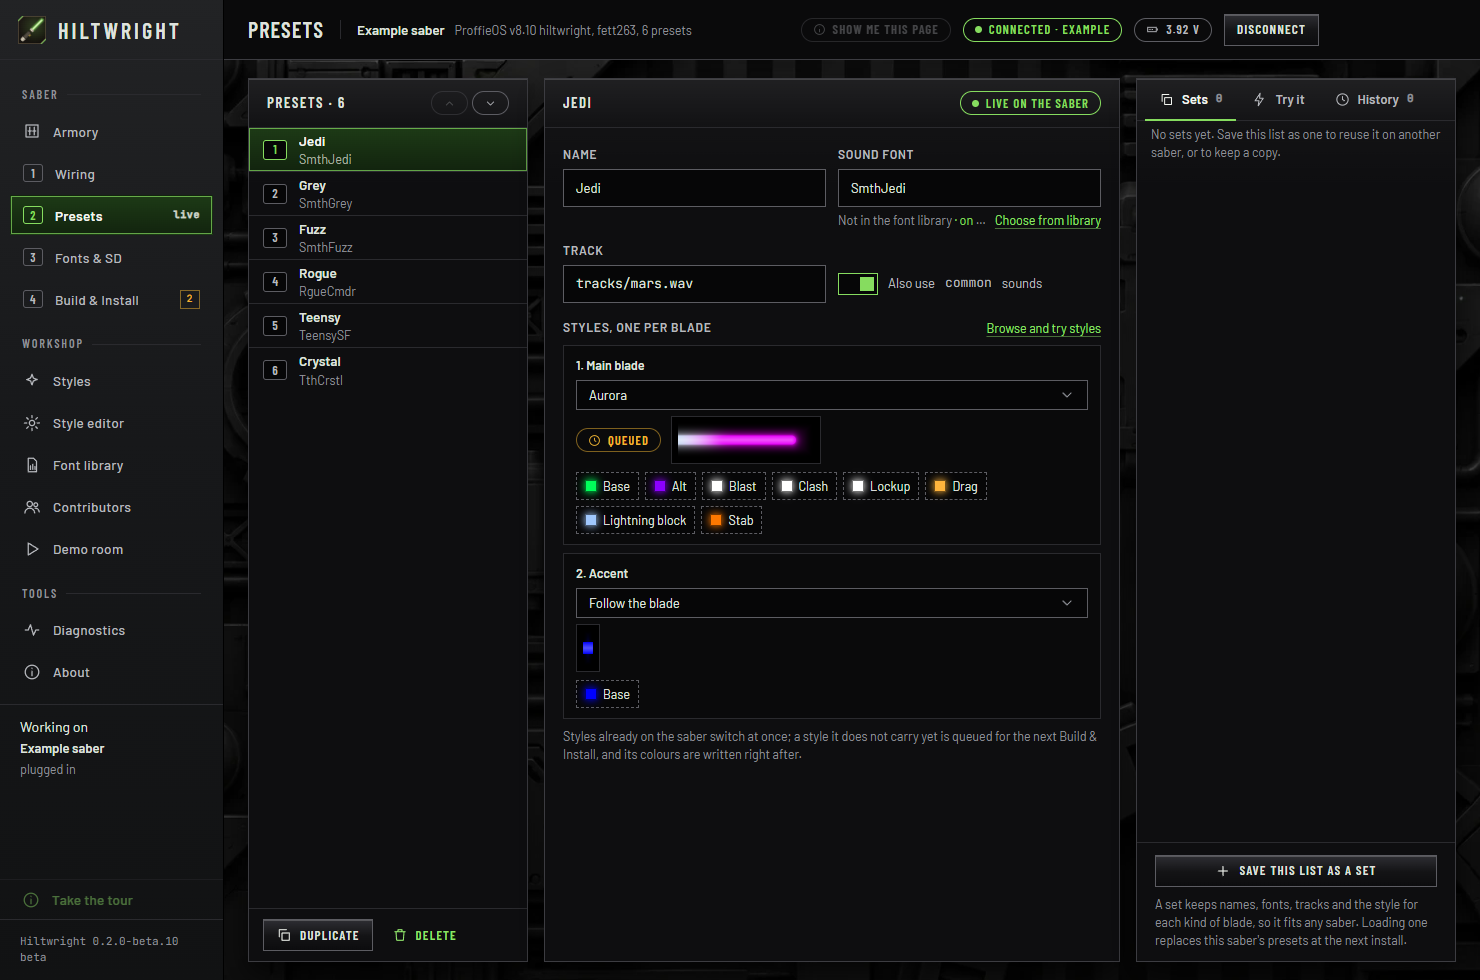 HILTWRIGHT
SABER
Armory
1 Wiring
2 Presets live
3 Fonts & SD
4 Build & Install 2
WORKSHOP
Styles
Style editor
Font library
Contributors
Demo room
TOOLS
Diagnostics
About
Working on
Example saber
plugged in
Take the tour
Hiltwright 0.2.0-beta.10
beta
PRESETS
Example saber ProffieOS v8.10 hiltwright, fett263, 6 presets
SHOW ME THIS PAGE
CONNECTED · EXAMPLE
3.92 V
DISCONNECT
PRESETS · 6
1 Jedi
SmthJedi
2 Grey
SmthGrey
3 Fuzz
SmthFuzz
4 Rogue
RgueCmdr
5 Teensy
TeensySF
6 Crystal
TthCrstl
DUPLICATE
DELETE
JEDI
LIVE ON THE SABER
NAME
Jedi
SOUND FONT
SmthJedi
Not in the font library · on ... Choose from library
TRACK
tracks/mars.wav
Also use common sounds
STYLES, ONE PER BLADE
Browse and try styles
1. Main blade
Aurora
QUEUED
Base Alt Blast Clash Lockup Drag
Lightning block Stab
2. Accent
Follow the blade
Base
Styles already on the saber switch at once; a style it does not carry yet is queued for the next Build &
Install, and its colours are written right after.
Sets 0 Try it History 0
No sets yet. Save this list as one to reuse it on another
saber, or to keep a copy.
+ SAVE THIS LIST AS A SET
A set keeps names, fonts, tracks and the style for
each kind of blade, so it fits any saber. Loading one
replaces this saber's presets at the next install.